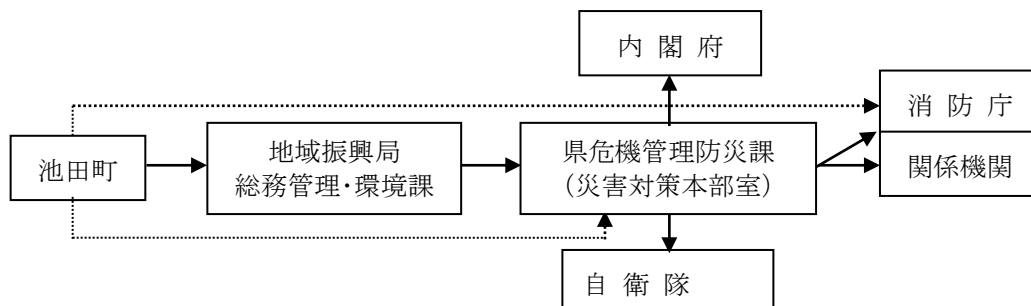 内 閣 府
消 防 庁
池田町
地域振興局
総務管理・環境課
県危機管理防災課
(災害対策本部室)
関係機関
自 衛 隊